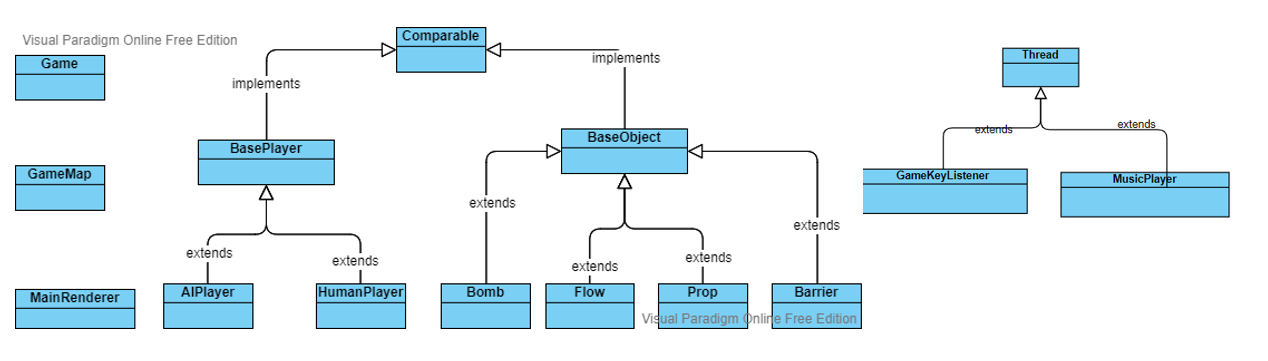 Visual Paradigm Online Free Edition
Comparable
Game
implements
implements
Thread
extends
extends
BasePlayer
BaseObject
GameMap
GameKeyListener
MusicPlayer
extends
extends
extends
extends
extends
extends
MainRenderer
AIPlayer
HumanPlayer
Bomb
Flow
Prop
Barrier
Visual Paradigm Online Free Edition